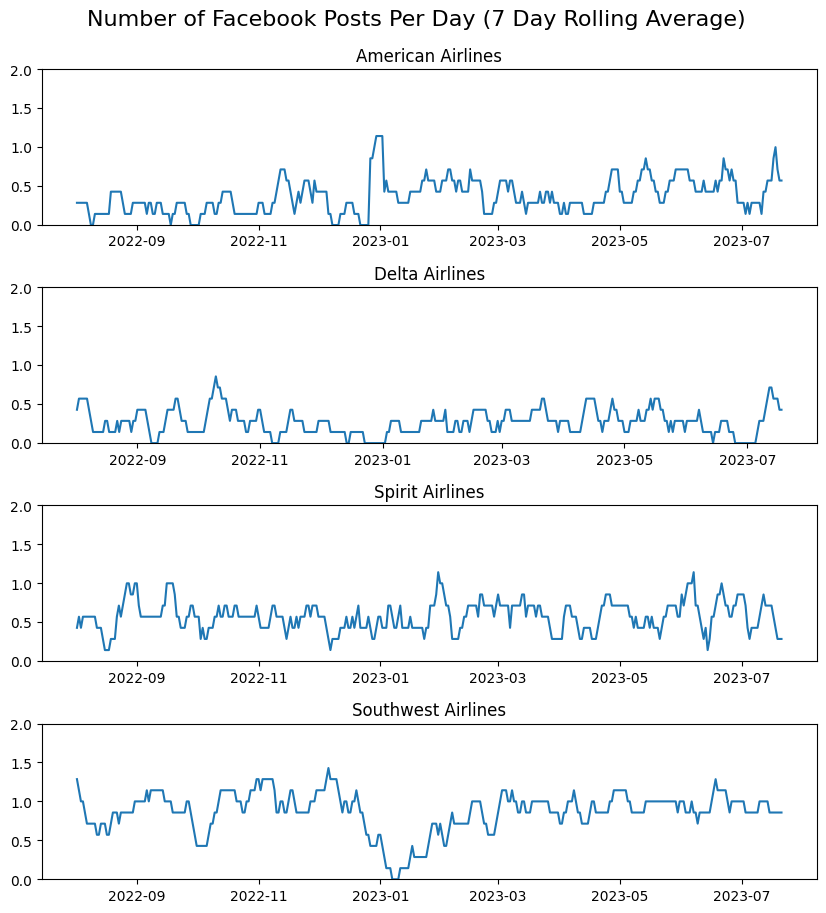 Number of Facebook Posts Per Day (7 Day Rolling Average)
American Airlines
2.0
1.5
1.0
0.5
0.0
2022-09 2022-11 2023-01 2023-03 2023-05 2023-07
Delta Airlines
2.0
1.5
1.0
0.5
0.0
2022-09 2022-11 2023-01 2023-03 2023-05 2023-07
Spirit Airlines
2.0
1.5
1.0
0.5
0.0
2022-09 2022-11 2023-01 2023-03 2023-05 2023-07
Southwest Airlines
2.0
1.5
1.0
0.5
0.0
2022-09 2022-11 2023-01 2023-03 2023-05 2023-07